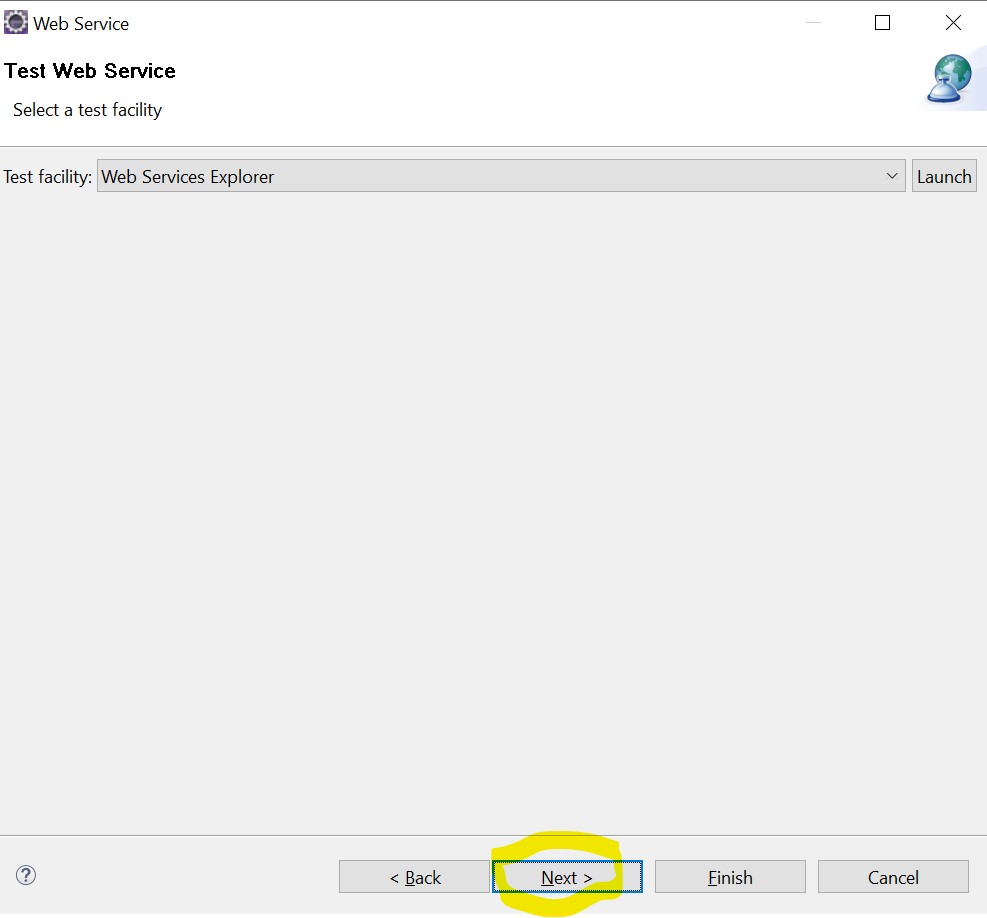 Web Service
Test Web Service
Select a test facility
Test facility: Web Services Explorer Launch
? < Back Next > Finish Cancel